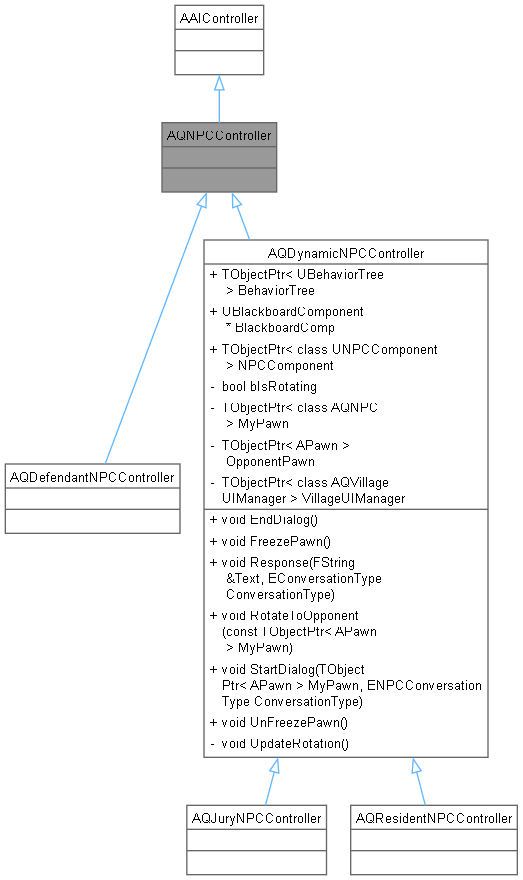 AAIController
AQNPCController
AQDynamicNPCController
+ TObjectPtr< UBehaviorTree
> BehaviorTree
+ UBlackboardComponent
* BlackboardComp
+ TObjectPtr< class UNPCComponent
> NPCComponent
- bool bIsRotating
- TObjectPtr< class AQNPC
> MyPawn
- TObjectPtr< APawn >
OpponentPawn
- TObjectPtr< class AQVillage
UIManager > VillageUIManager
+ void EndDialog()
+ void FreezePawn()
+ void Response(FString
&Text, EConversationType
ConversationType)
+ void RotateToOpponent
(const TObjectPtr< APawn
> MyPawn)
+ void StartDialog(TObject
Ptr< APawn > MyPawn, ENPCConversation
Type ConversationType)
+ void UnFreezePawn()
- void UpdateRotation()
AQDefendantNPCController
AQJuryNPCController
AQResidentNPCController